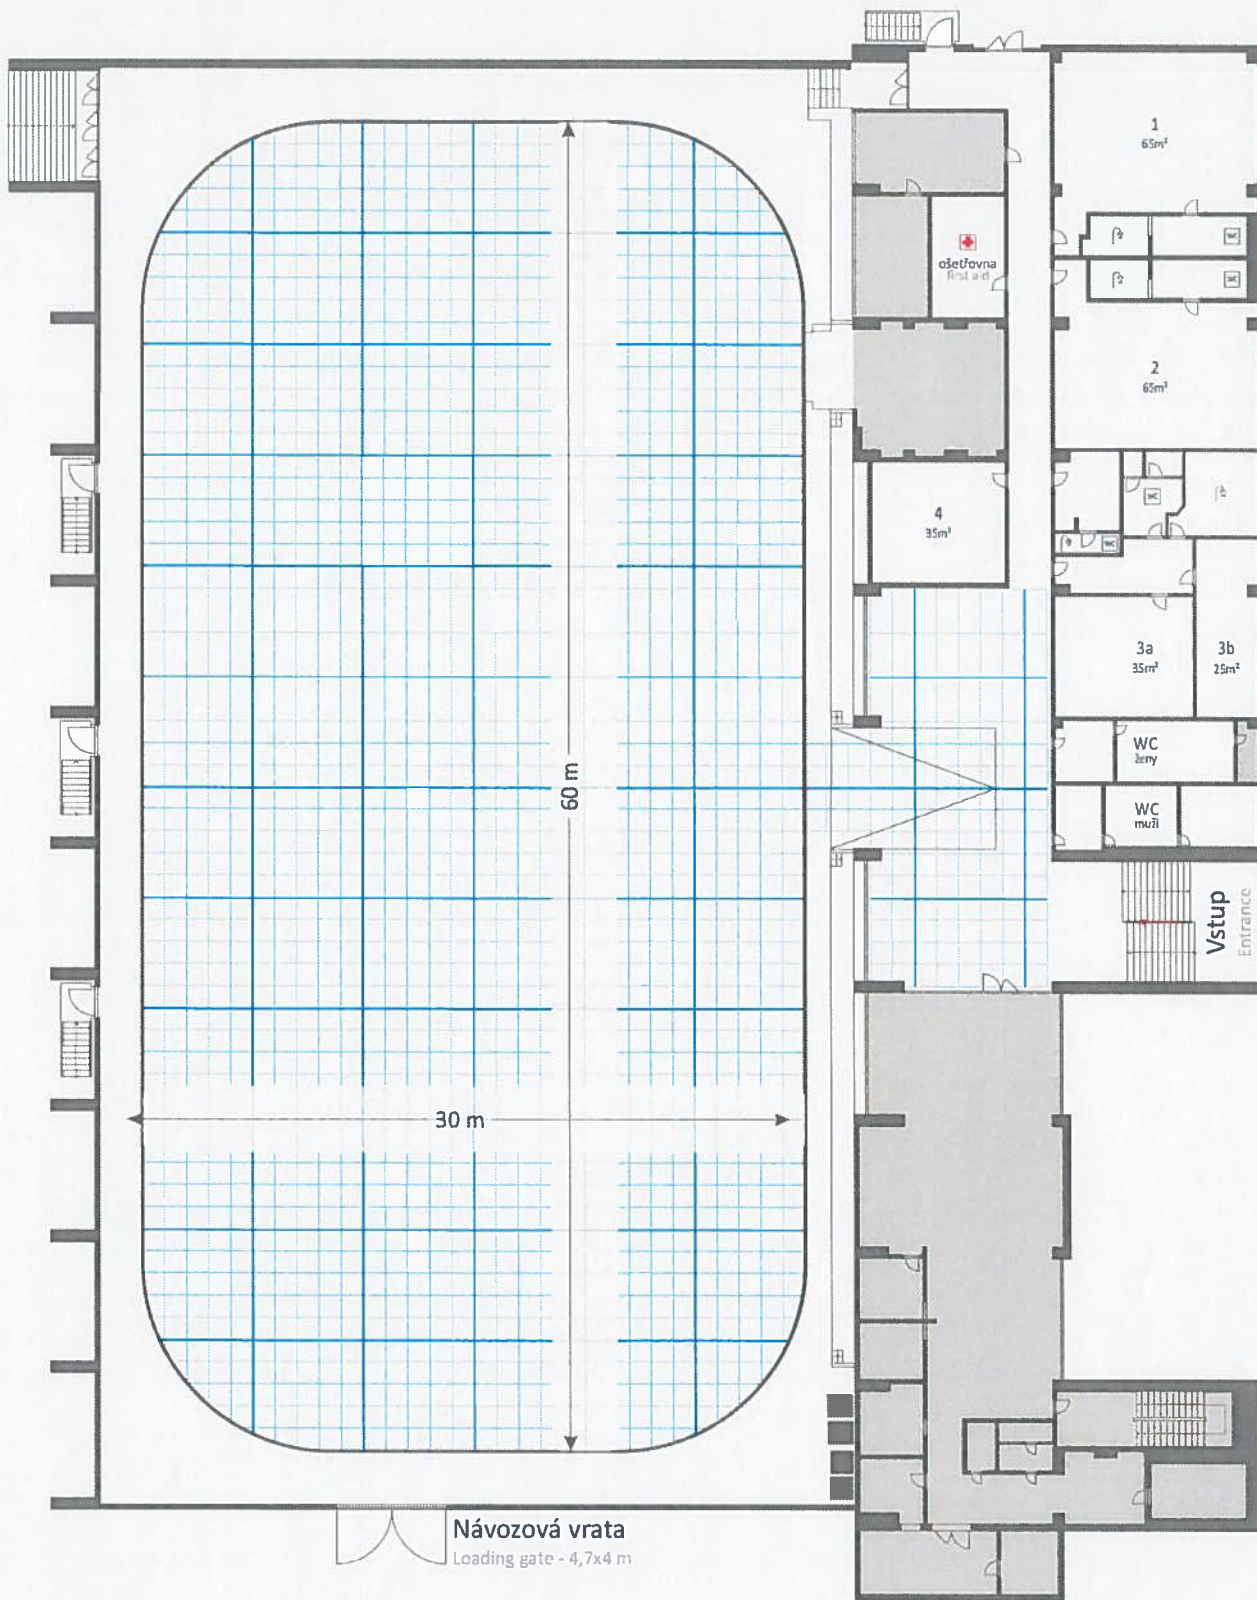 1
65m²
ošetřovna
first aid
2
65m²
4
35m²
3a
35m²
3b
25m²
WC
ženy
WC
muži
60 m
Vstup
Entrance
30 m
Návozová vrata
Loading gate - 4,7x4 m